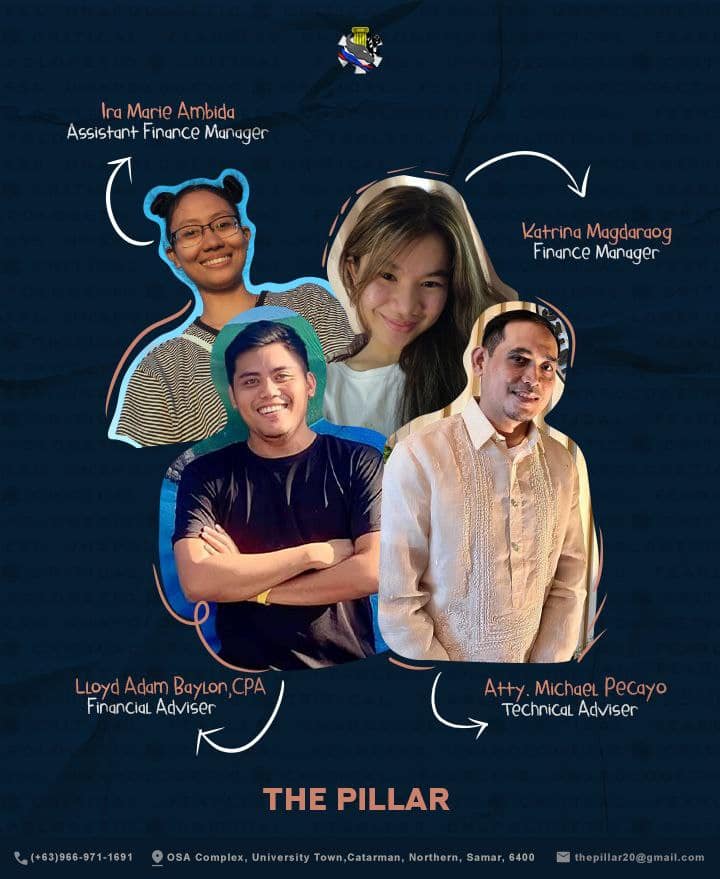 Ira Marie Ambida
Assistant Finance Manager
Katrina Magdaraog
Finance Manager
Lloyd Adam Baylon,CPA
Financial Adviser
Atty. Michael Pecayo
Technical Adviser
THE PILLAR
(+63)966-971-1691
OSA Complex, University Town,Catarman, Northern, Samar, 6400
thepillar20@gmail.com